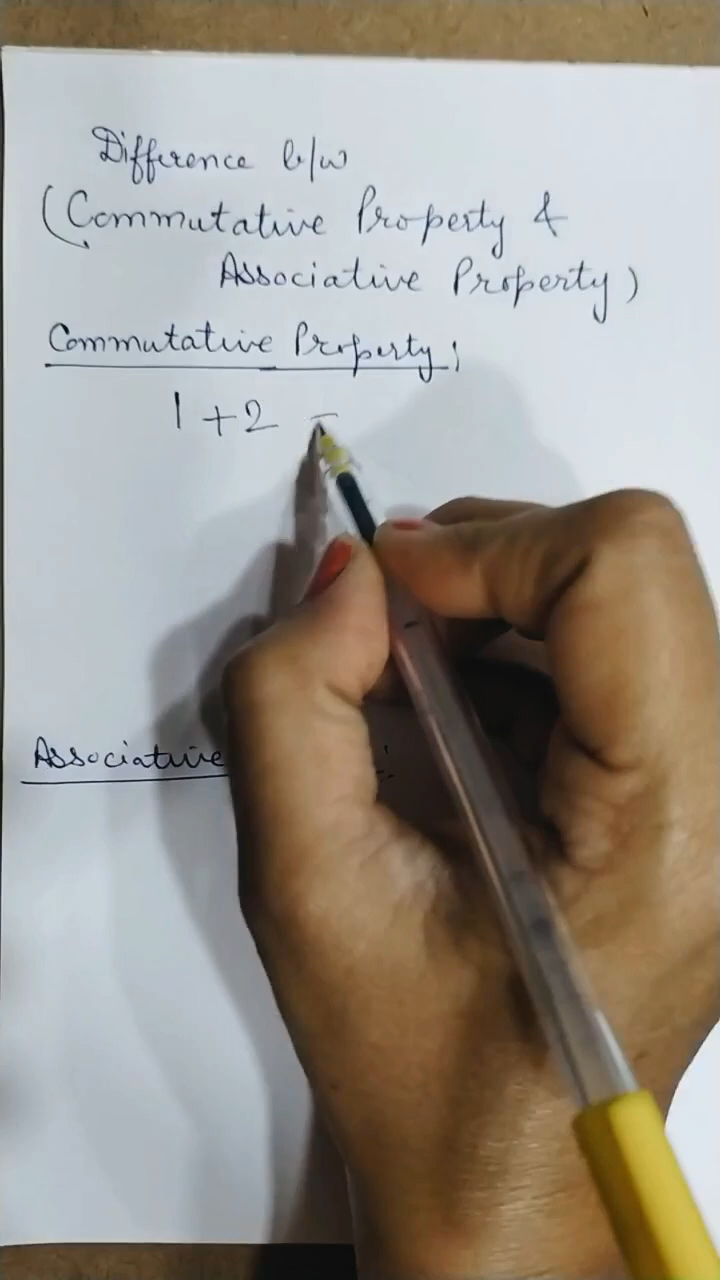 Difference b/w
(Commutative Property &
Associative Property)
Commutative Property;
1 + 2 =
Associative